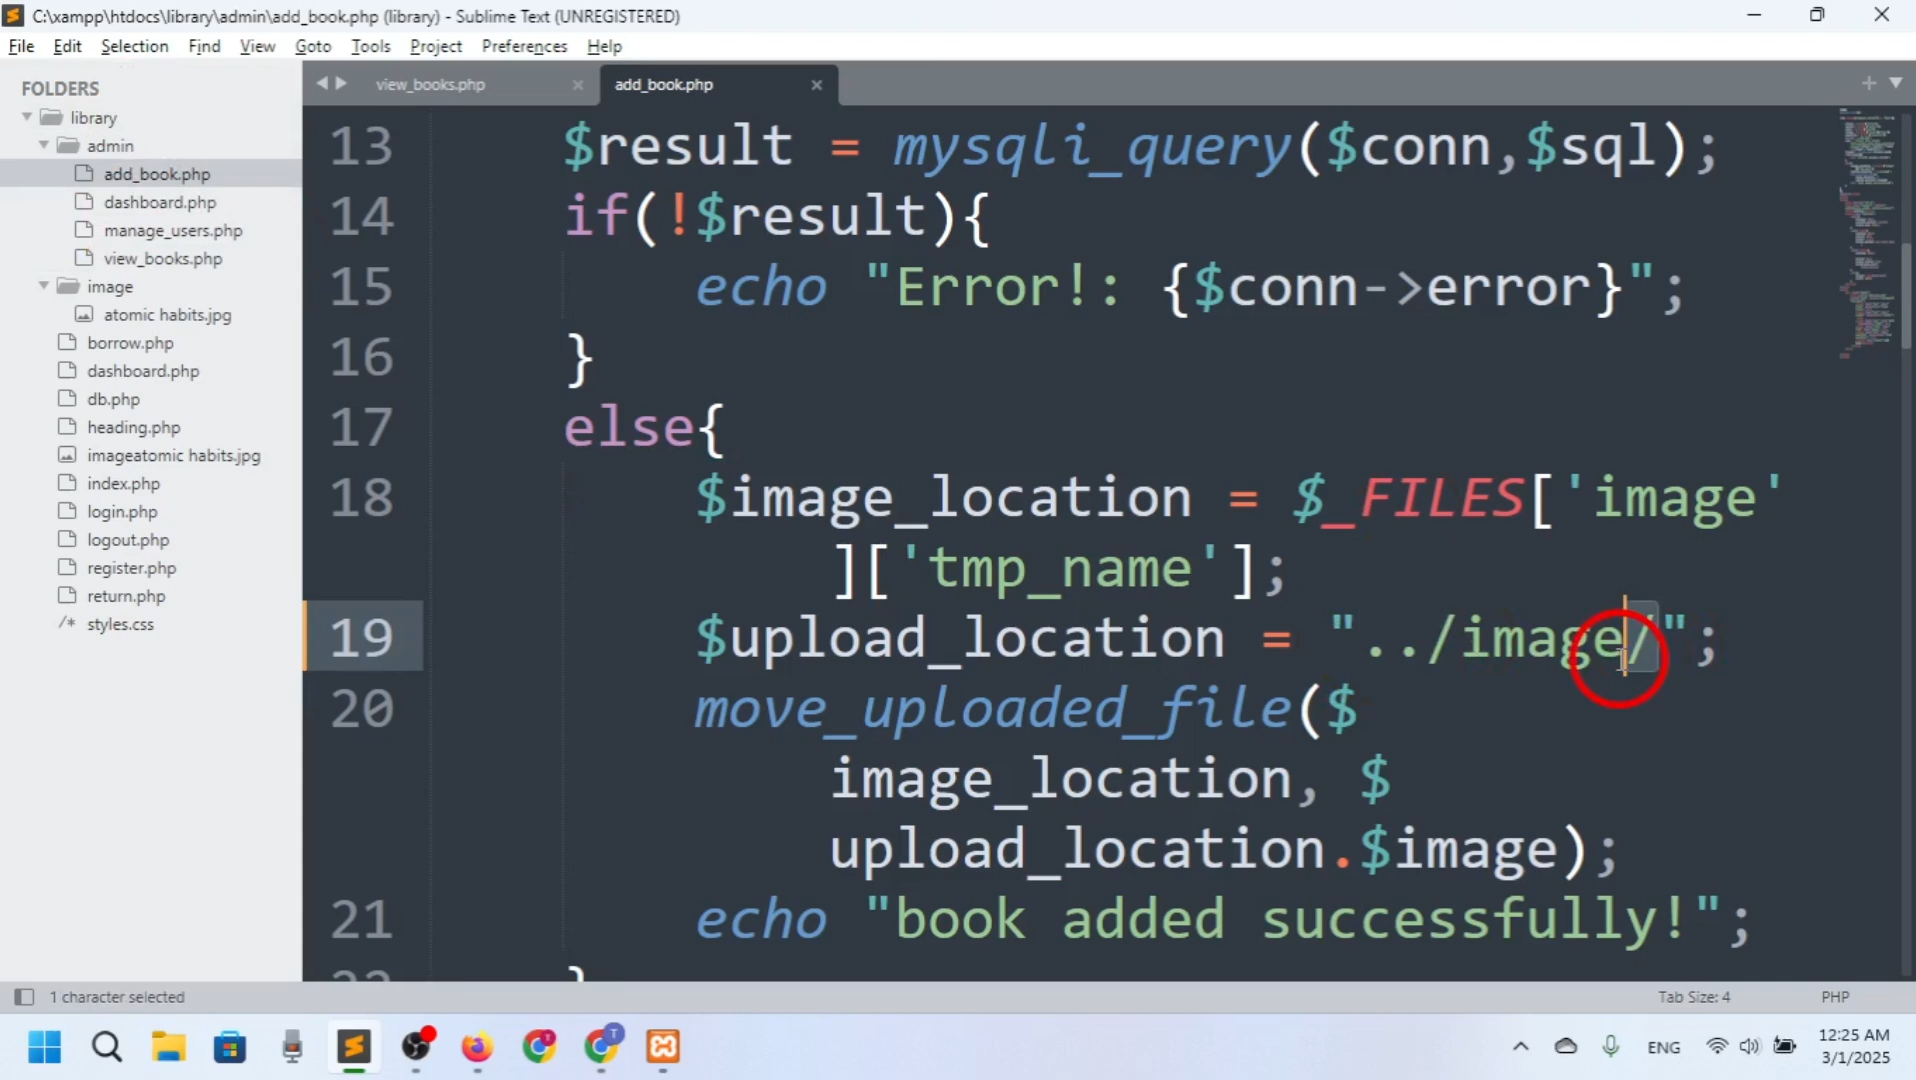 C:\xampp\htdocs\library\admin\add_book.php (library) - Sublime Text (UNREGISTERED)
File Edit Selection Find View Goto Tools Project Preferences Help
FOLDERS
library
admin
add_book.php
dashboard.php
manage_users.php
view_books.php
image
atomic habits.jpg
borrow.php
dashboard.php
db.php
heading.php
imageatomic habits.jpg
index.php
login.php
logout.php
register.php
return.php
/* styles.css
view_books.php
add_book.php
13 $result = mysqli_query($conn,$sql);
14 if(!$result){
15 echo "Error!: {$conn->error}";
16 }
17 else{
18 $image_location = $_FILES['image'
]['tmp_name'];
19 $upload_location = "../image/";
20 move_uploaded_file($
image_location, $
upload_location.$image);
21 echo "book added successfully!";
22 }
1 character selected
Tab Size: 4
PHP
ENG
12:25 AM
3/1/2025